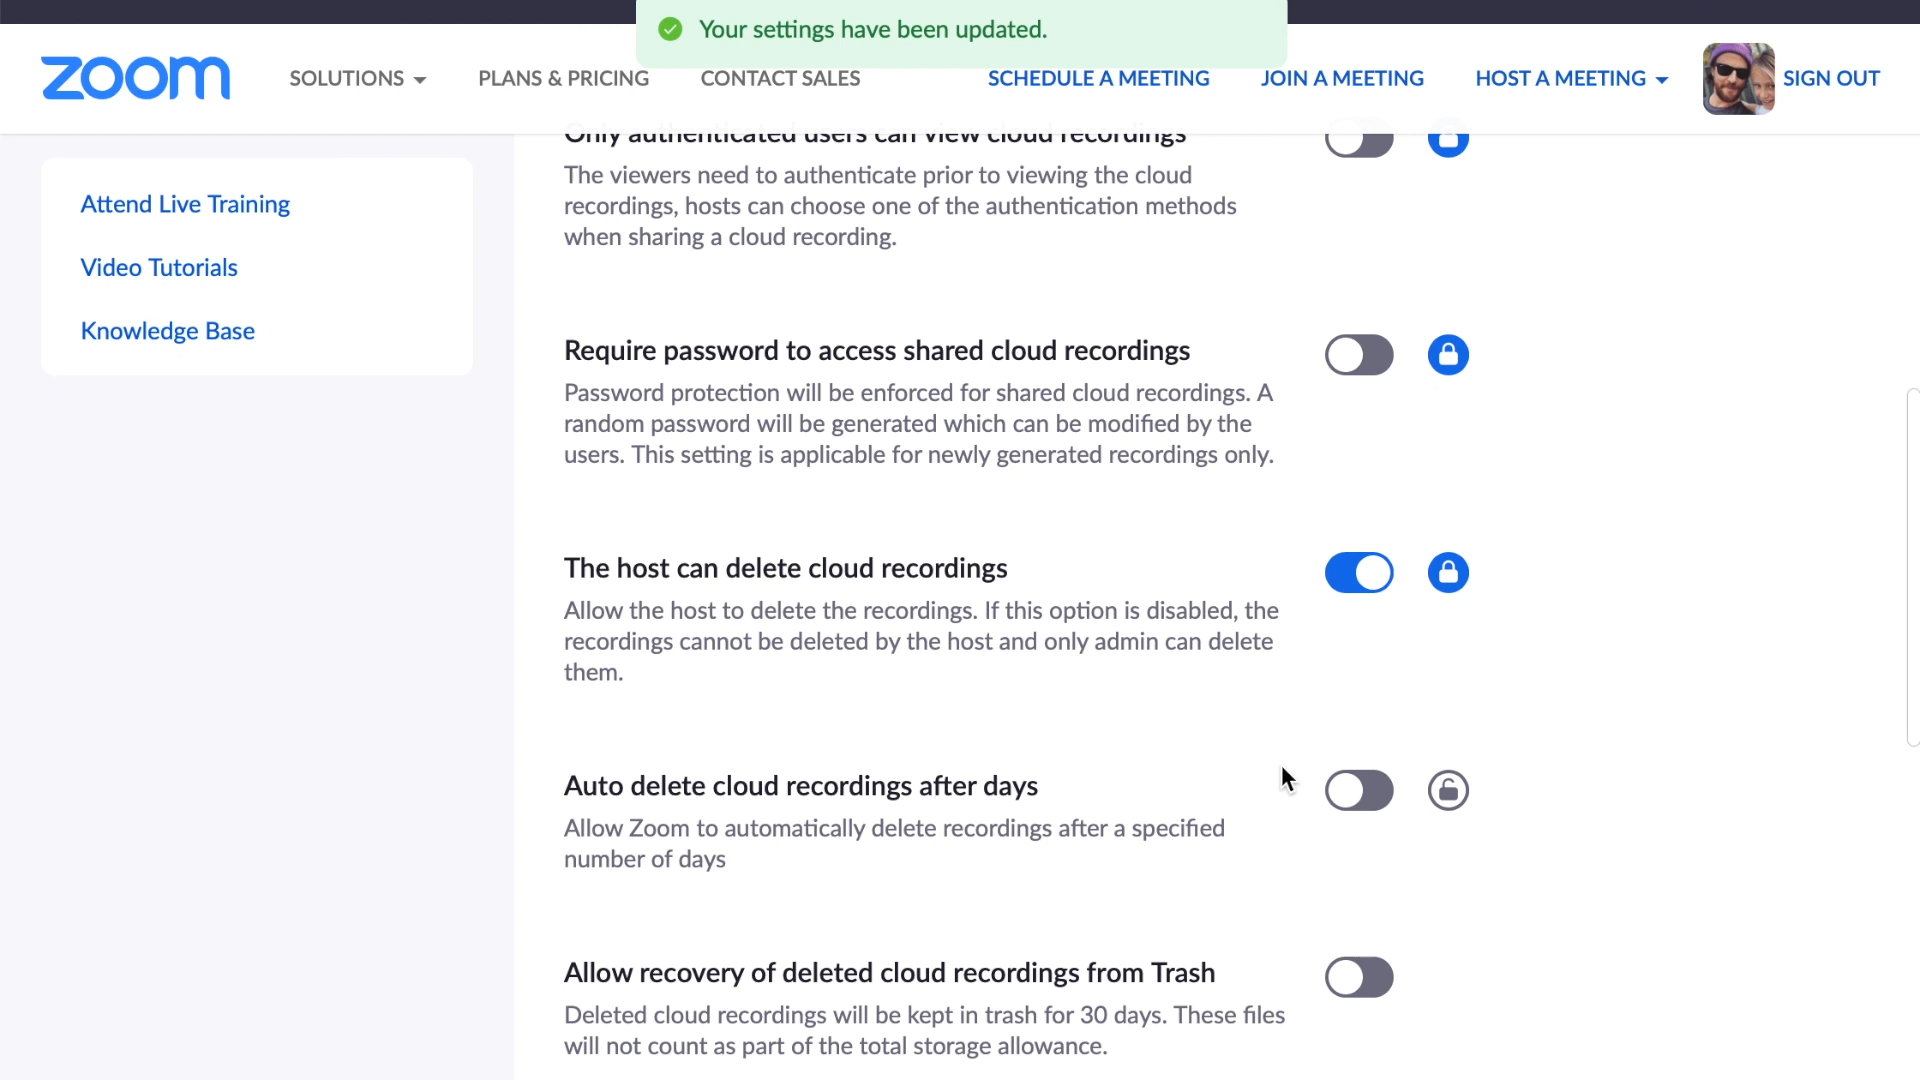 Your settings have been updated.
zoom
SOLUTIONS
PLANS & PRICING
CONTACT SALES
SCHEDULE A MEETING
JOIN A MEETING
HOST A MEETING
SIGN OUT
Attend Live Training
Video Tutorials
Knowledge Base
Only authenticated users can view cloud recordings
The viewers need to authenticate prior to viewing the cloud
recordings, hosts can choose one of the authentication methods
when sharing a cloud recording.
Require password to access shared cloud recordings
Password protection will be enforced for shared cloud recordings. A
random password will be generated which can be modified by the
users. This setting is applicable for newly generated recordings only.
The host can delete cloud recordings
Allow the host to delete the recordings. If this option is disabled, the
recordings cannot be deleted by the host and only admin can delete
them.
Auto delete cloud recordings after days
Allow Zoom to automatically delete recordings after a specified
number of days
Allow recovery of deleted cloud recordings from Trash
Deleted cloud recordings will be kept in trash for 30 days. These files
will not count as part of the total storage allowance.